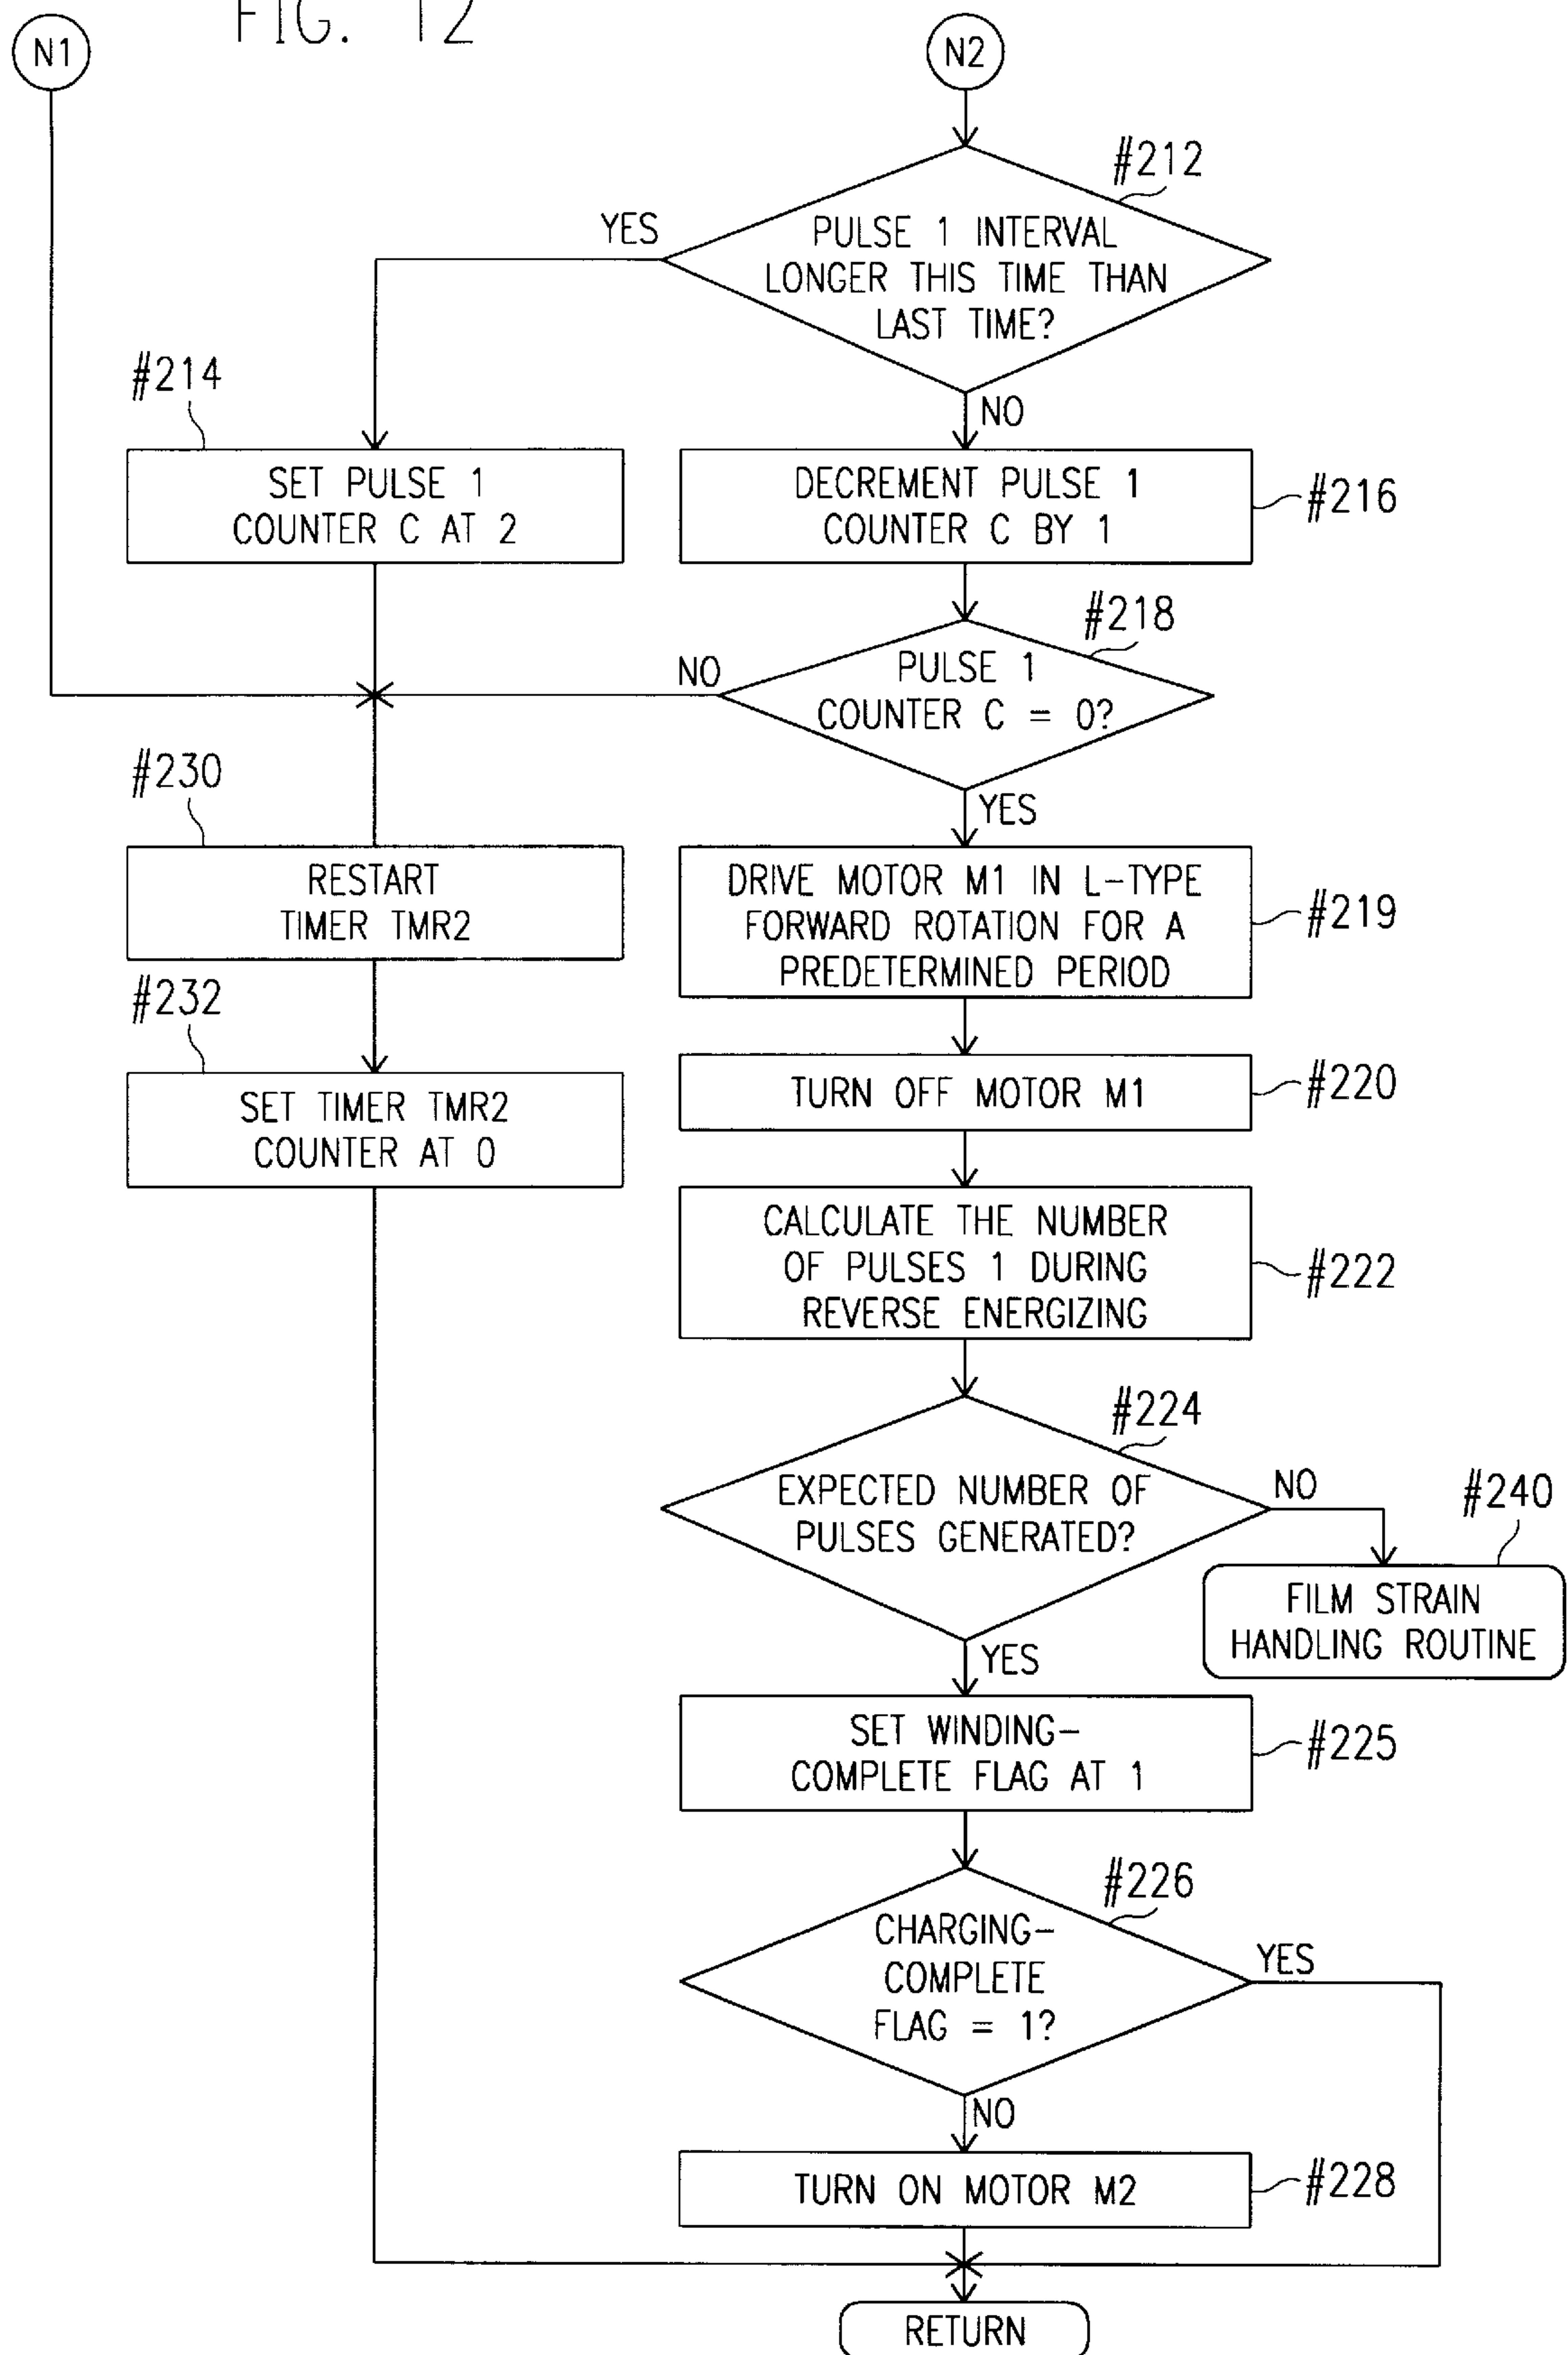 FIG. 12
N1
N2
#212
YES
PULSE 1 INTERVAL
LONGER THIS TIME THAN
LAST TIME?
#214
NO
SET PULSE 1
COUNTER C AT 2
DECREMENT PULSE 1
COUNTER C BY 1
#216
#218
NO
PULSE 1
COUNTER C = 0?
#230
YES
RESTART
TIMER TMR2
DRIVE MOTOR M1 IN L-TYPE
FORWARD ROTATION FOR A
PREDETERMINED PERIOD
#219
#232
SET TIMER TMR2
COUNTER AT 0
TURN OFF MOTOR M1
#220
CALCULATE THE NUMBER
OF PULSES 1 DURING
REVERSE ENERGIZING
#222
#224
EXPECTED NUMBER OF
PULSES GENERATED?
NO
#240
FILM STRAIN
HANDLING ROUTINE
YES
SET WINDING-
COMPLETE FLAG AT 1
#225
#226
CHARGING-
COMPLETE
FLAG = 1?
YES
NO
TURN ON MOTOR M2
#228
RETURN